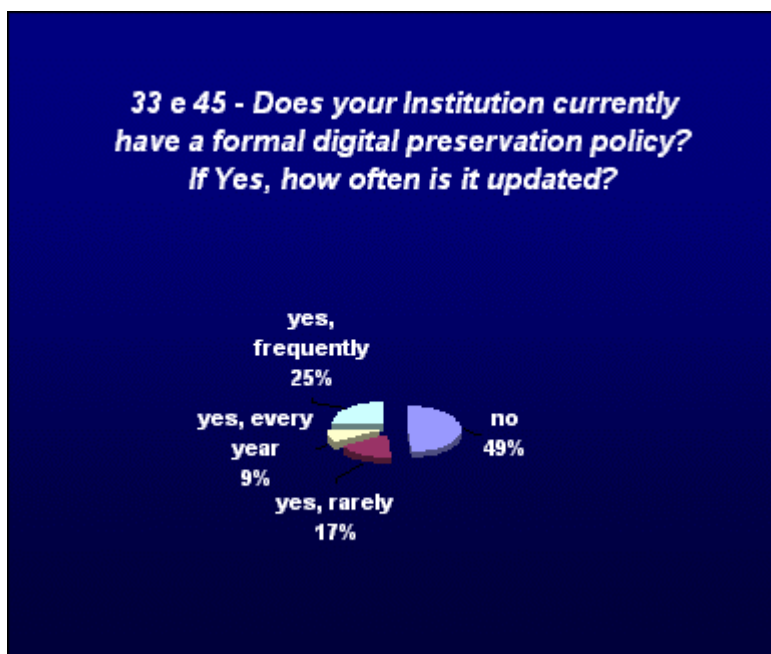 33 e 45 - Does your Institution currently
have a formal digital preservation policy?
If Yes, how often is it updated?
yes,
frequently
25%
yes, every
year
9%
no
49%
yes, rarely
17%